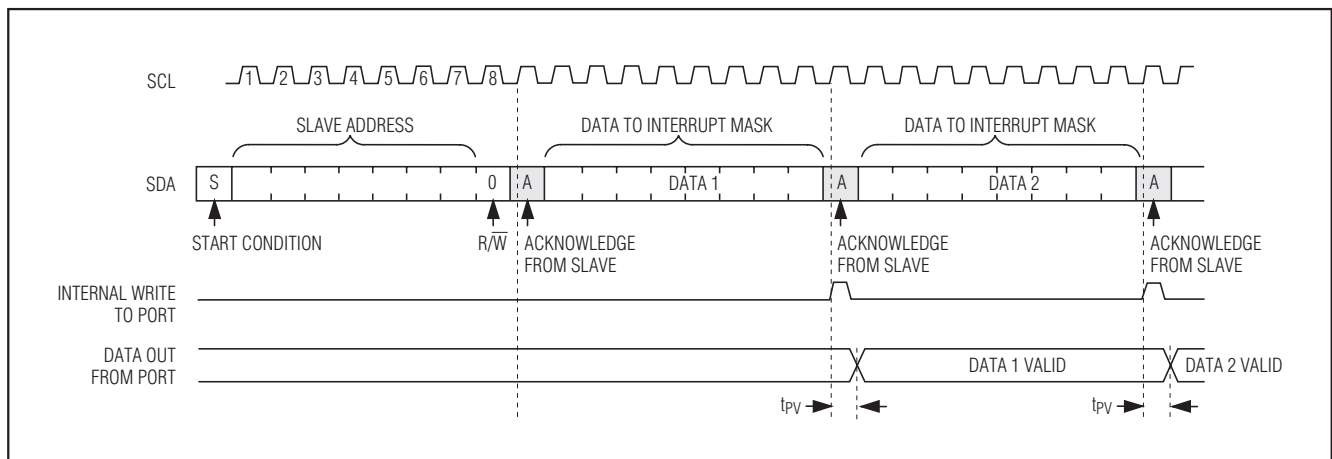 SCL
1 2 3 4 5 6 7 8
SLAVE ADDRESS
DATA TO INTERRUPT MASK
DATA TO INTERRUPT MASK
SDA
S
0
A
DATA 1
A
DATA 2
A
START CONDITION
R/W̅
ACKNOWLEDGE
FROM SLAVE
ACKNOWLEDGE
FROM SLAVE
ACKNOWLEDGE
FROM SLAVE
INTERNAL WRITE
TO PORT
DATA OUT
FROM PORT
DATA 1 VALID
DATA 2 VALID
tPV
tPV